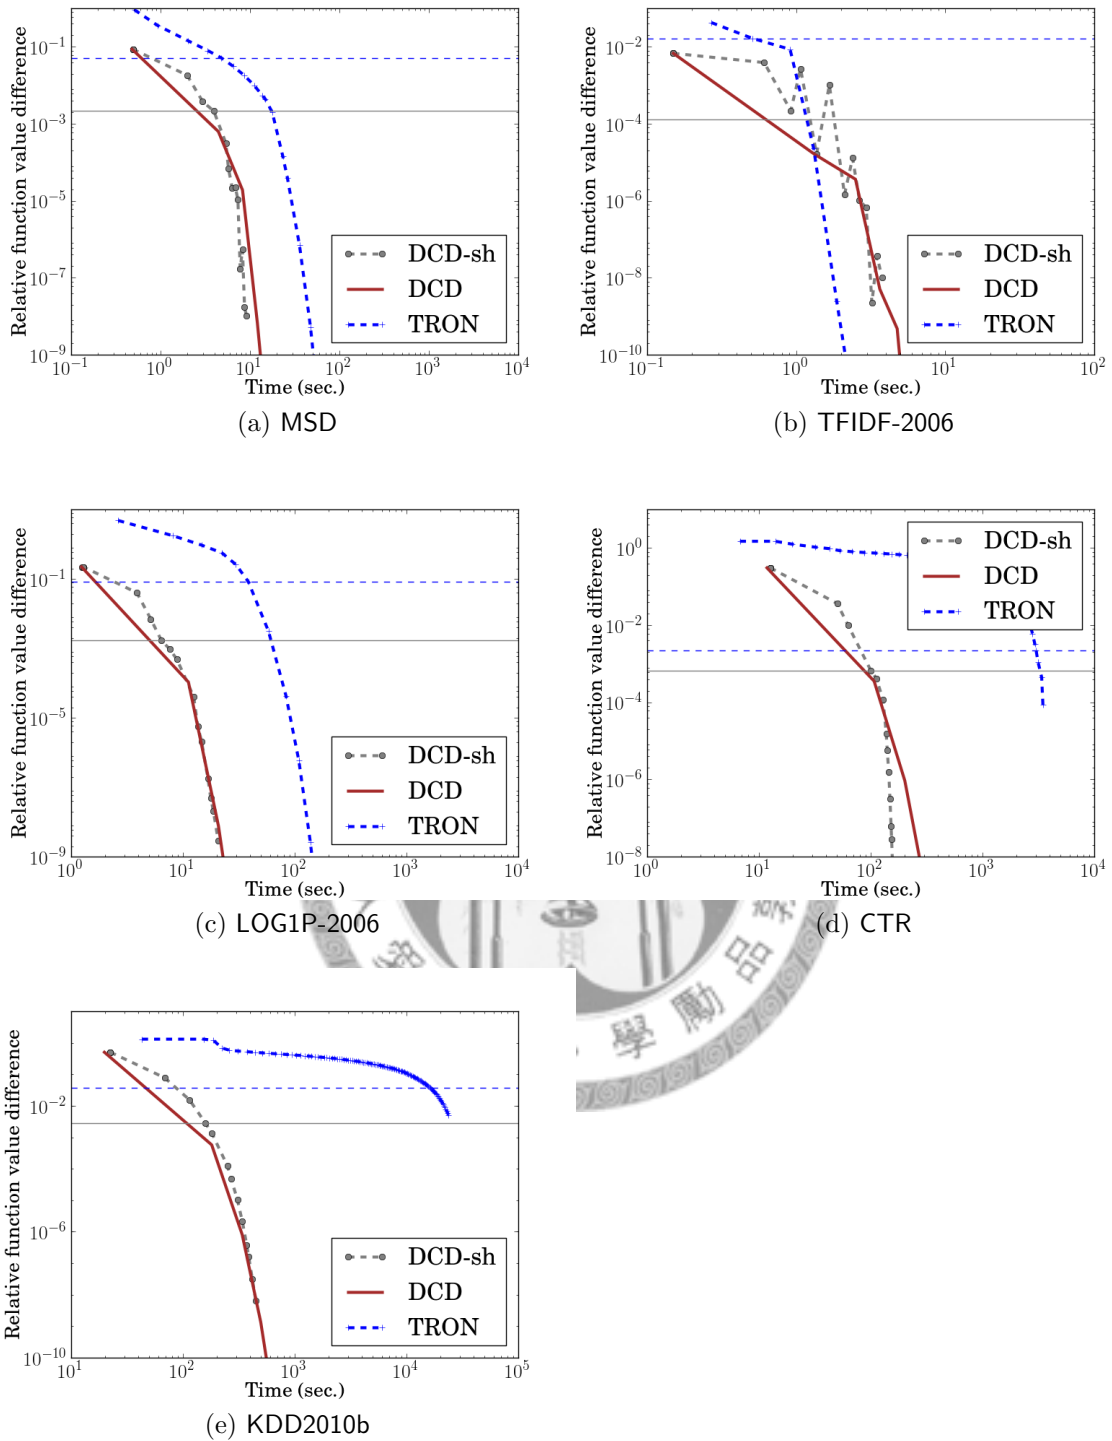 10^{-1}
10^{-3}
10^{-5}
10^{-7}
10^{-9}
Relative function value difference
DCD-sh
DCD
TRON
10^{-1} 10^{0} 10^{1} 10^{2} 10^{3} 10^{4}
Time (sec.)
(a) MSD
10^{-2}
10^{-4}
10^{-6}
10^{-8}
10^{-10}
Relative function value difference
DCD-sh
DCD
TRON
10^{-1} 10^{0} 10^{1} 10^{2}
Time (sec.)
(b) TFIDF-2006
10^{-1}
10^{-5}
10^{-9}
Relative function value difference
DCD-sh
DCD
TRON
10^{0} 10^{1} 10^{2} 10^{3} 10^{4}
Time (sec.)
(c) LOG1P-2006
10^{0}
10^{-2}
10^{-4}
10^{-6}
10^{-8}
Relative function value difference
DCD-sh
DCD
TRON
10^{0} 10^{1} 10^{2} 10^{3} 10^{4}
Time (sec.)
(d) CTR
學 勵 品
10^{-2}
10^{-6}
10^{-10}
Relative function value difference
DCD-sh
DCD
TRON
10^{1} 10^{2} 10^{3} 10^{4} 10^{5}
Time (sec.)
(e) KDD2010b